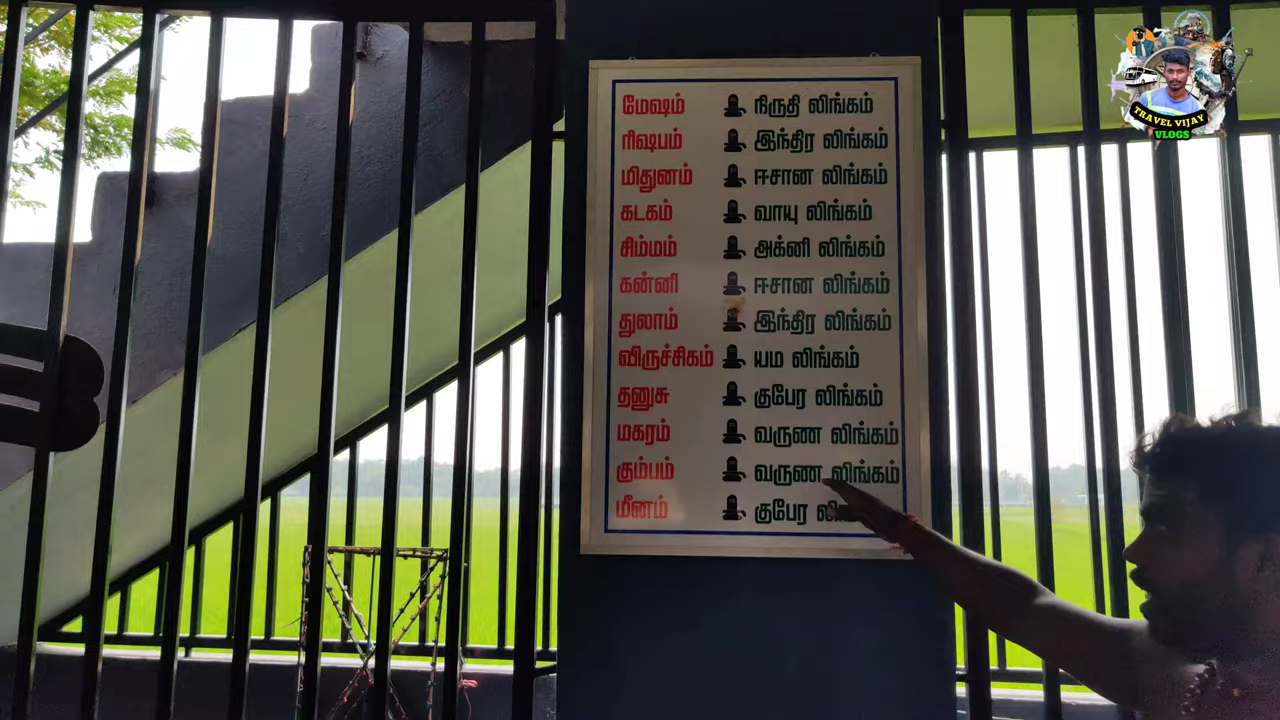 மேஷம் நிருதி லிங்கம்
ரிஷபம் இந்திர லிங்கம்
மிதுனம் ஈசான லிங்கம்
கடகம் வாயு லிங்கம்
சிம்மம் அக்னி லிங்கம்
கன்னி ஈசான லிங்கம்
துலாம் இந்திர லிங்கம்
விருச்சிகம் யம லிங்கம்
தனுசு குபேர லிங்கம்
மகரம் வருண லிங்கம்
கும்பம் வருண லிங்கம்
மீனம் குபேர
TRAVEL VIJAY
VLOGS